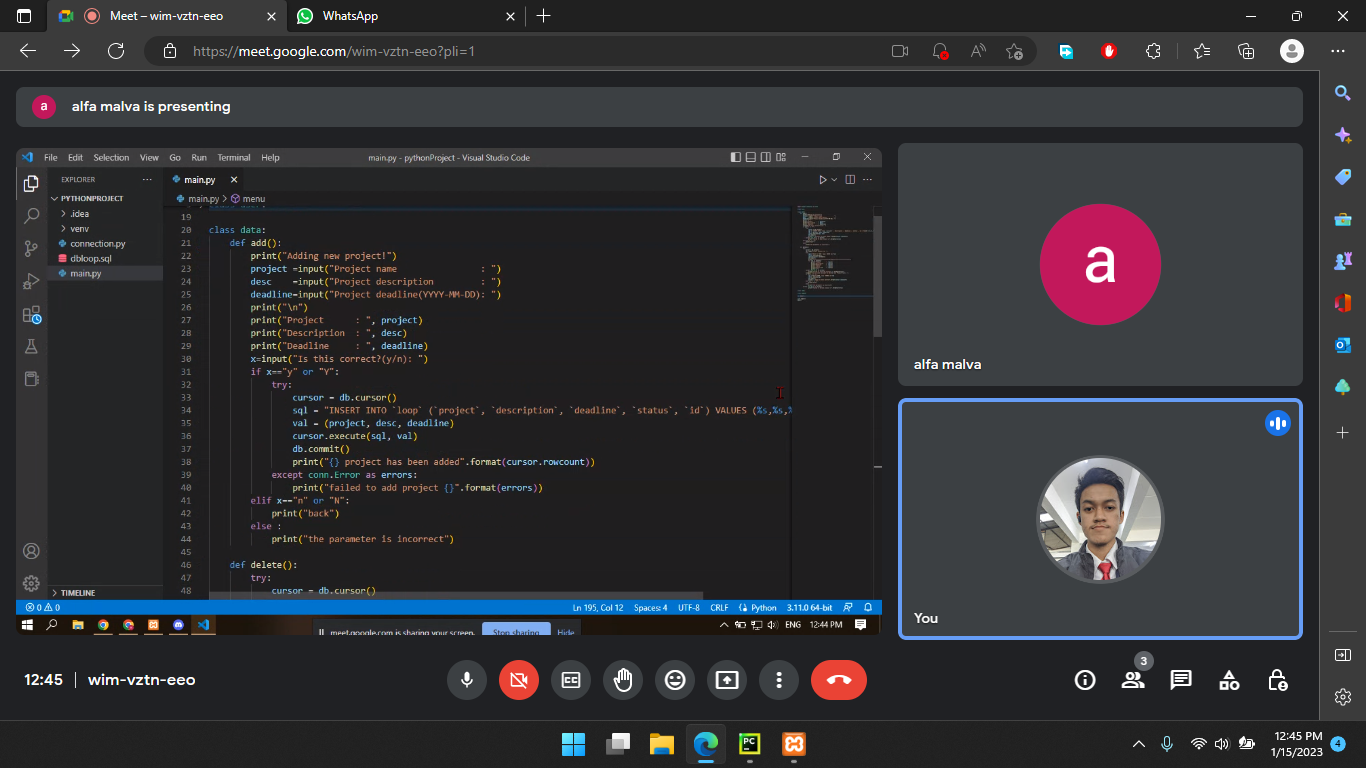 Meet – wim-vztn-eeo
WhatsApp
https://meet.google.com/wim-vztn-eeo?pli=1
a
alfa malva is presenting
File Edit Selection View Go Run Terminal Help
main.py - pythonProject - Visual Studio Code
EXPLORER
main.py
PYTHONPROJECT
.idea
venv
connection.py
dbloop.sql
main.py
TIMELINE
main.py > menu
19
20 class data:
21 def add():
22 print("Adding new project!")
23 project =input("Project name : ")
24 desc =input("Project description : ")
25 deadline=input("Project deadline(YYYY-MM-DD): ")
26 print("\n")
27 print("Project : ", project)
28 print("Description : ", desc)
29 print("Deadline : ", deadline)
30 x=input("Is this correct?(y/n): ")
31 if x=="y" or "Y":
32 try:
33 cursor = db.cursor()
34 sql = "INSERT INTO `loop` (`project`, `description`, `deadline`, `status`, `id`) VALUES (%s,%s,%
35 val = (project, desc, deadline)
36 cursor.execute(sql, val)
37 db.commit()
38 print("{} project has been added".format(cursor.rowcount))
39 except conn.Error as errors:
40 print("failed to add project {}".format(errors))
41 elif x=="n" or "N":
42 print("back")
43 else :
44 print("the parameter is incorrect")
45
46 def delete():
47 try:
48 cursor = db.cursor()
0 0
Ln 195, Col 12 Spaces: 4 UTF-8 CRLF Python 3.11.0 64-bit
meet.google.com is sharing your screen. Stop sharing Hide
ENG 12:44 PM
a
alfa malva
You
12:45 | wim-vztn-eeo
CC
3
PC
12:45 PM
1/15/2023
4